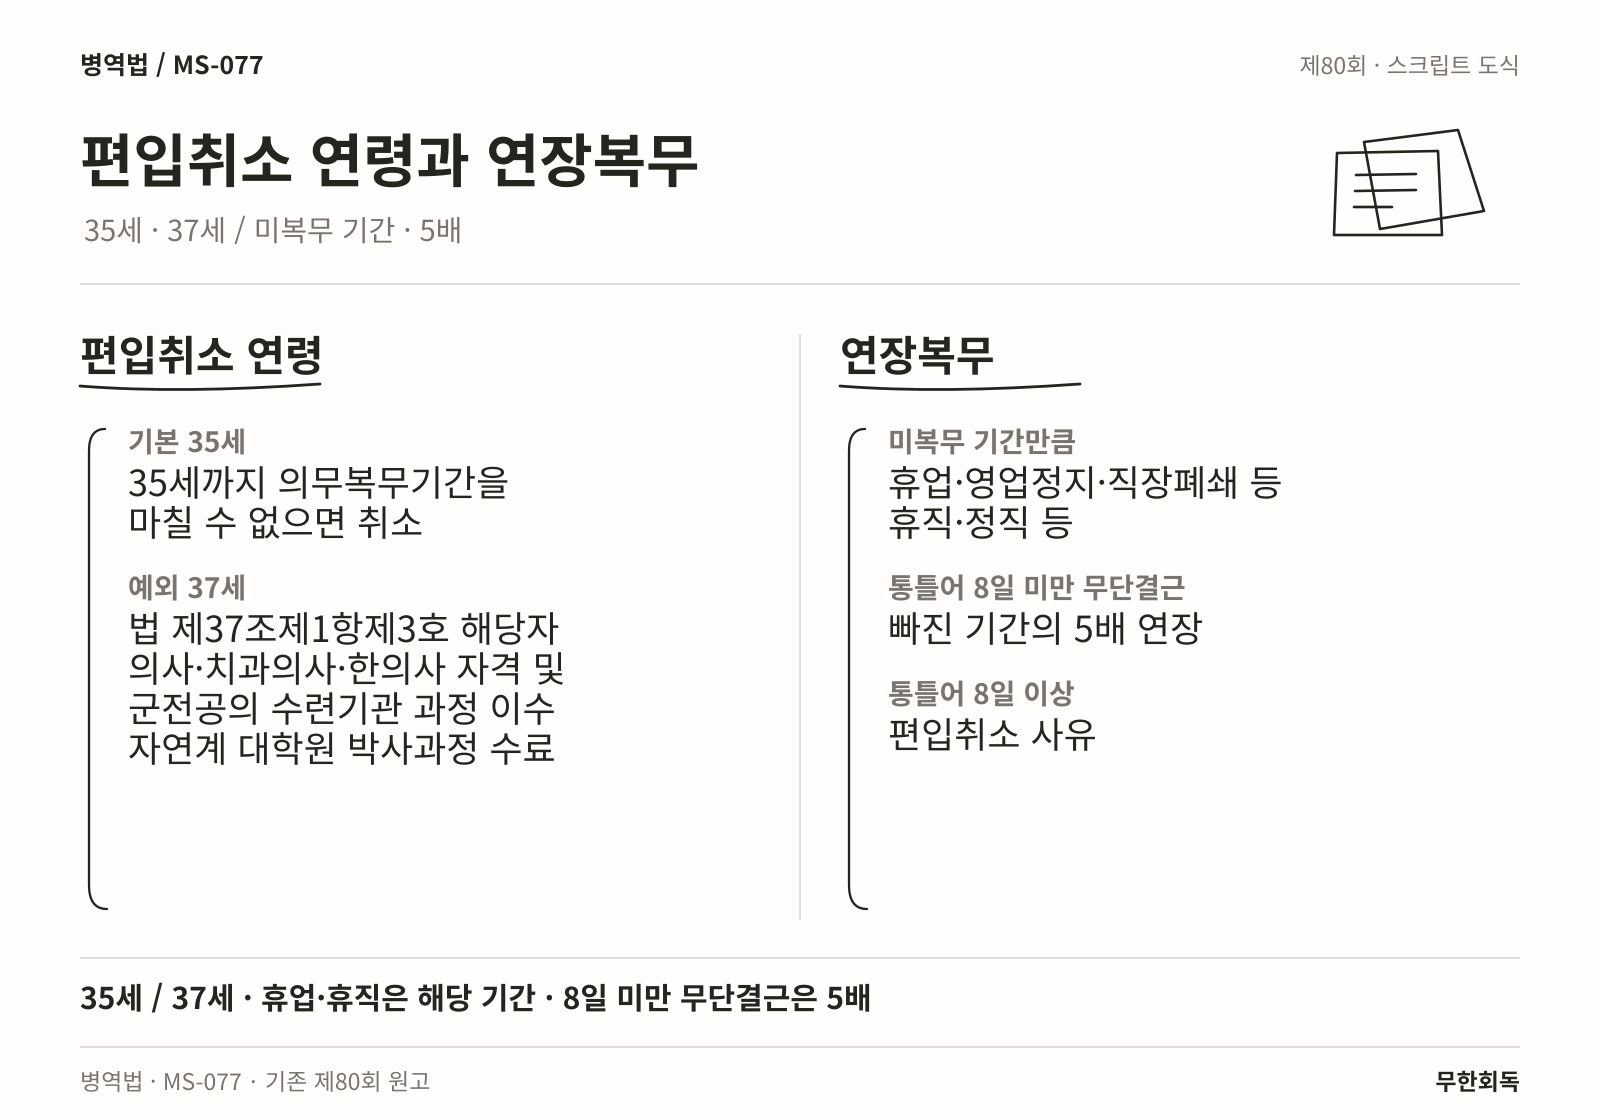 병역법 / MS-077
제80회 · 스크립트 도식
편입취소 연령과 연장복무
35세 · 37세 / 미복무 기간 · 5배
편입취소 연령
기본 35세
35세까지 의무복무기간을
마칠 수 없으면 취소
예외 37세
법 제37조제1항제3호 해당자
의사·치과의사·한의사 자격 및
군전공의 수련기관 과정 이수
자연계 대학원 박사과정 수료
연장복무
미복무 기간만큼
휴업·영업정지·직장폐쇄 등
휴직·정직 등
통틀어 8일 미만 무단결근
빠진 기간의 5배 연장
통틀어 8일 이상
편입취소 사유
35세 / 37세 · 휴업·휴직은 해당 기간 · 8일 미만 무단결근은 5배
병역법 · MS-077 · 기존 제80회 원고
무한회독